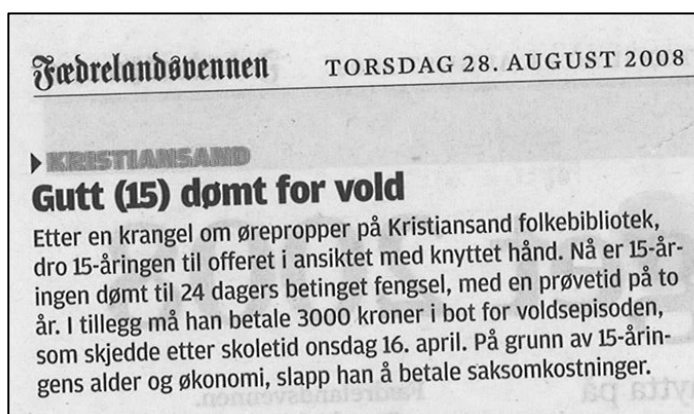 Fædrelandsvennen TORSDAG 28. AUGUST 2008
KRISTIANSAND
Gutt (15) dømt for vold
Etter en krangel om ørepropper på Kristiansand folkebibliotek,
dro 15-åringen til offeret i ansiktet med knyttet hånd. Nå er 15-år-
ingen dømt til 24 dagers betinget fengsel, med en prøvetid på to
år. I tillegg må han betale 3000 kroner i bot for voldsepisoden,
som skjedde etter skoletid onsdag 16. april. På grunn av 15-årin-
gens alder og økonomi, slapp han å betale saksomkostninger.